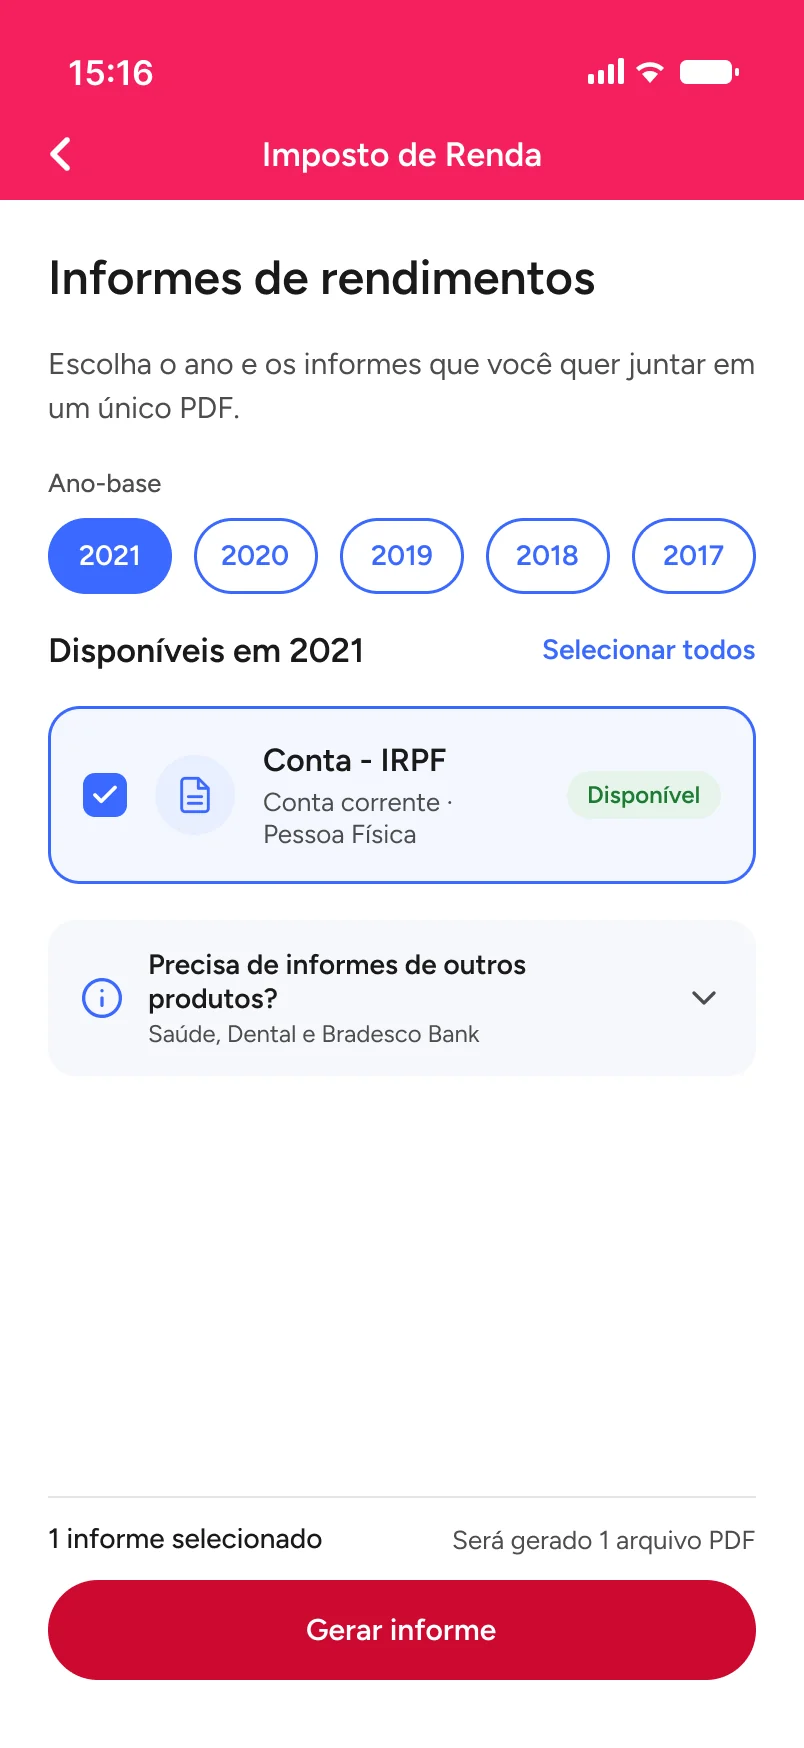 15:16
Imposto de Renda
Informes de rendimentos
Escolha o ano e os informes que você quer juntar em
um único PDF.
Ano-base
2021 2020 2019 2018 2017
Disponíveis em 2021 Selecionar todos
Conta - IRPF
Conta corrente ·
Pessoa Física
Disponível
Precisa de informes de outros
produtos?
Saúde, Dental e Bradesco Bank
1 informe selecionado Será gerado 1 arquivo PDF
Gerar informe